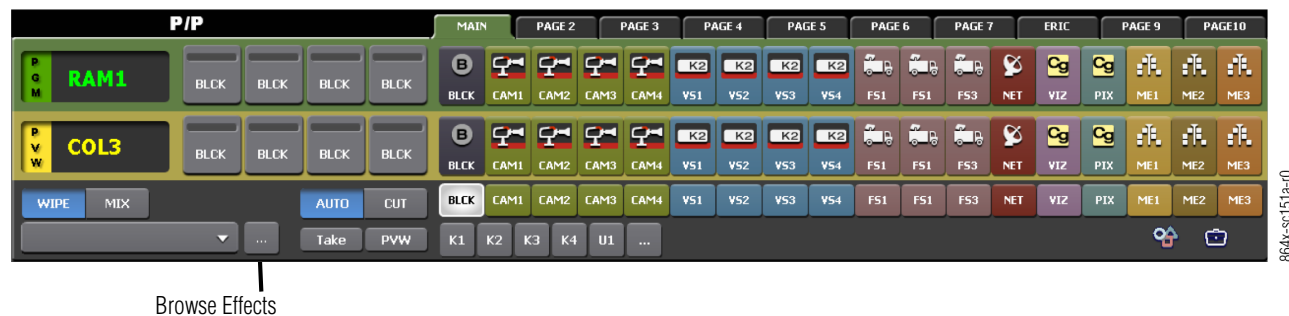 P/P MAIN PAGE 2 PAGE 3 PAGE 4 PAGE 5 PAGE 6 PAGE 7 ERIC PAGE 9 PAGE10
B K2 K2 K2 K2 Cg Cg
PGM RAM1 BLCK BLCK BLCK BLCK
BLCK CAM1 CAM2 CAM3 CAM4 VS1 VS2 VS3 VS4 FS1 FS1 FS3 NET VIZ PIX ME1 ME2 ME3
B K2 K2 K2 K2 Cg Cg
PVW COL3 BLCK BLCK BLCK BLCK
BLCK CAM1 CAM2 CAM3 CAM4 VS1 VS2 VS3 VS4 FS1 FS1 FS3 NET VIZ PIX ME1 ME2 ME3
WIPE MIX AUTO CUT BLCK CAM1 CAM2 CAM3 CAM4 VS1 VS2 VS3 VS4 FS1 FS1 FS3 NET VIZ PIX ME1 ME2 ME3
... Take PVW K1 K2 K3 K4 U1 ...
Browse Effects
864x-sc151a-r0